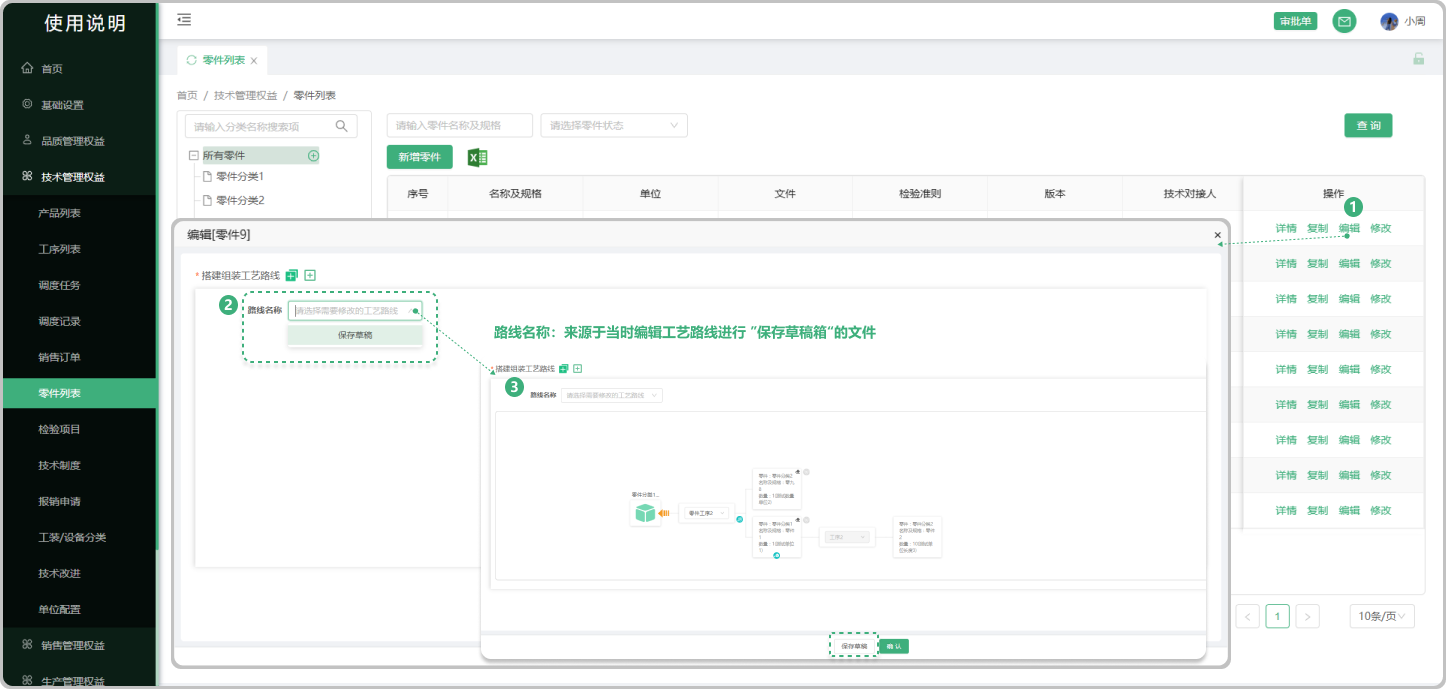 使用说明
首页
基础设置
品质管理权益
技术管理权益
产品列表
工序列表
调度任务
调度记录
销售订单
零件列表
检验项目
技术制度
报销申请
工装/设备分类
技术改进
单位配置
销售管理权益
生产管理权益
审批单
小周
零件列表 ×
首页 / 技术管理权益 / 零件列表
请输入分类名称搜索项
请输入零件名称及规格
请选择零件状态
查 询
所有零件
零件分类1
零件分类2
新增零件
序号 名称及规格 单位 文件 检验准则 版本 技术对接人 操作
1
详情 复制 编辑 修改
详情 复制 编辑 修改
详情 复制 编辑 修改
详情 复制 编辑 修改
详情 复制 编辑 修改
详情 复制 编辑 修改
详情 复制 编辑 修改
详情 复制 编辑 修改
详情 复制 编辑 修改
< 1 >
10条/页
编辑[零件9] ×
* 搭建组装工艺路线
2
路线名称 请选择需要修改的工艺路线
保存草稿
路线名称：来源于当时编辑工艺路线进行 ”保存草稿箱“的文件
* 搭建组装工艺路线
3
路线名称 请选择需要修改的工艺路线
零件分类1...
零件工序2
工序2
保存草稿
确 认